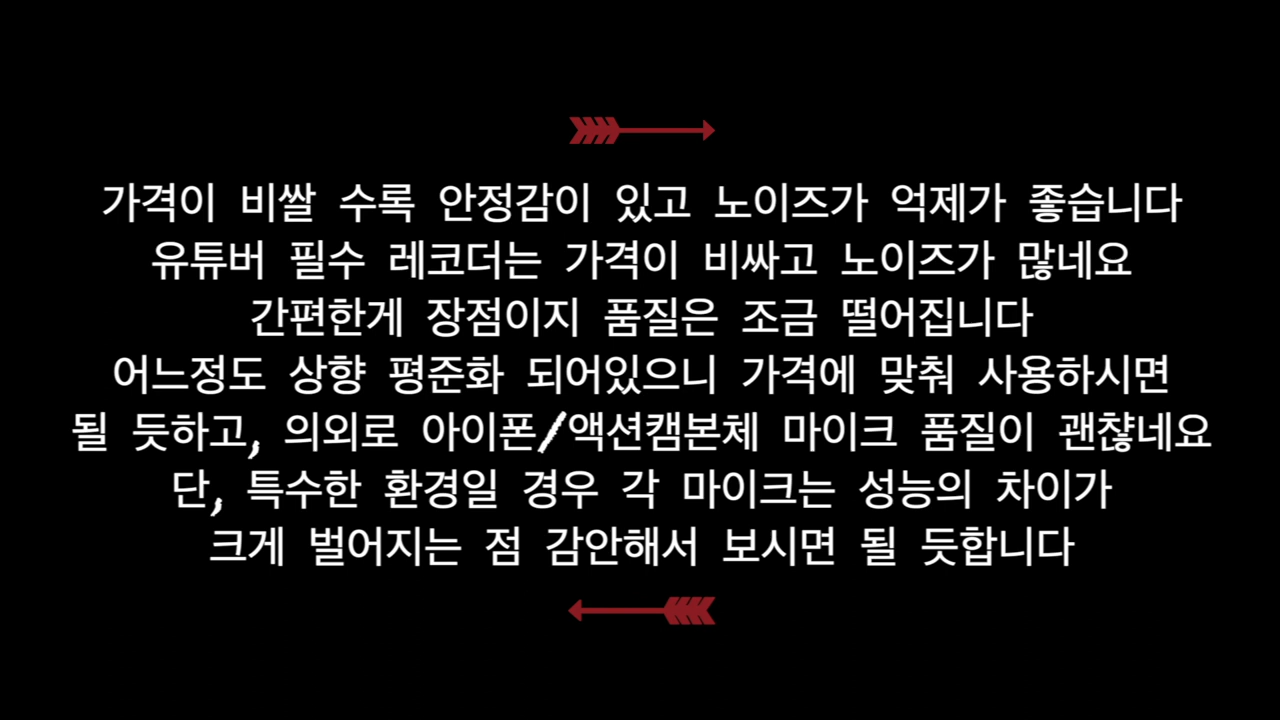 가격이 비쌀 수록 안정감이 있고 노이즈가 억제가 좋습니다
유튜버 필수 레코더는 가격이 비싸고 노이즈가 많네요
간편한게 장점이지 품질은 조금 떨어집니다
어느정도 상향 평준화 되어있으니 가격에 맞춰 사용하시면
될 듯하고, 의외로 아이폰/액션캠본체 마이크 품질이 괜찮네요
단, 특수한 환경일 경우 각 마이크는 성능의 차이가
크게 벌어지는 점 감안해서 보시면 될 듯합니다